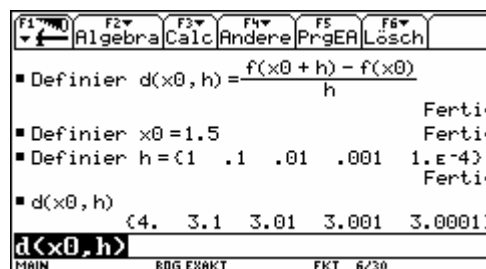 F1 F2 F3 F4 F5 F6
Algebra Calc Andere PrgEA Lösch
▪ Definier d(x0,h)=f(x0 + h) - f(x0)
h
Ferti
▪ Definier x0=1.5 Ferti
▪ Definier h={1 .1 .01 .001 1.E-4}
Ferti
▪ d(x0,h)
{4. 3.1 3.01 3.001 3.0001
d(x0,h)
MAIN BOG EXAKT FKT 6/30